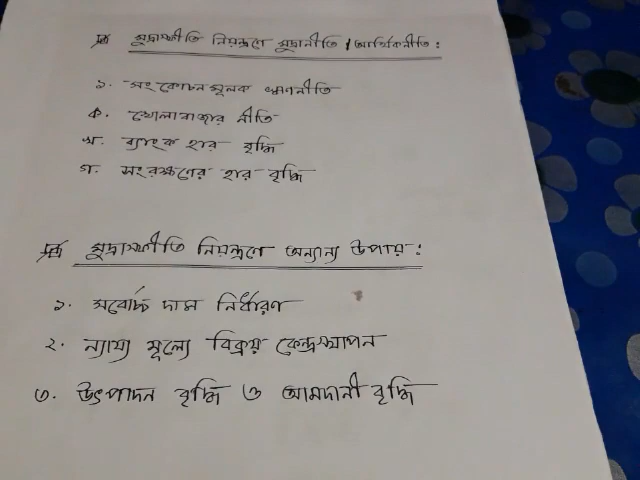 মুদ্রাস্ফীতি নিয়ন্ত্রণে মুদ্রানীতি / আর্থিকনীতি :
১. সংকোচনমূলক ঋণনীতি
ক. খোলাবাজার নীতি
খ. ব্যাংক হার বৃদ্ধি
গ. সংরক্ষণের হার বৃদ্ধি
মুদ্রাস্ফীতি নিয়ন্ত্রণে অন্যান্য উপায় :
১. সর্বোচ্চ দাম নির্ধারণ
২. ন্যায্য মূল্যে বিক্রয় কেন্দ্রস্থাপন
৩. উৎপাদন বৃদ্ধি ও আমদানী বৃদ্ধি